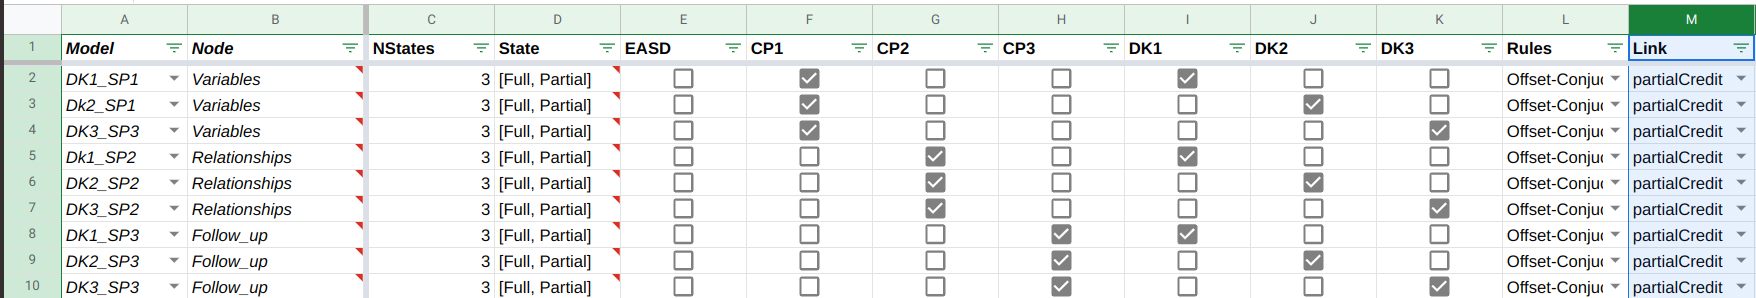 A B C D E F G H I J K L M
1 Model Node NStates State EASD CP1 CP2 CP3 DK1 DK2 DK3 Rules Link
2 DK1_SP1 Variables 3 [Full, Partial] Offset-Conju partialCredit
3 Dk2_SP1 Variables 3 [Full, Partial] Offset-Conju partialCredit
4 DK3_SP3 Variables 3 [Full, Partial] Offset-Conju partialCredit
5 Dk1_SP2 Relationships 3 [Full, Partial] Offset-Conju partialCredit
6 DK2_SP2 Relationships 3 [Full, Partial] Offset-Conju partialCredit
7 DK3_SP2 Relationships 3 [Full, Partial] Offset-Conju partialCredit
8 DK1_SP3 Follow_up 3 [Full, Partial] Offset-Conju partialCredit
9 DK2_SP3 Follow_up 3 [Full, Partial] Offset-Conju partialCredit
10 DK3_SP3 Follow_up 3 [Full, Partial] Offset-Conju partialCredit